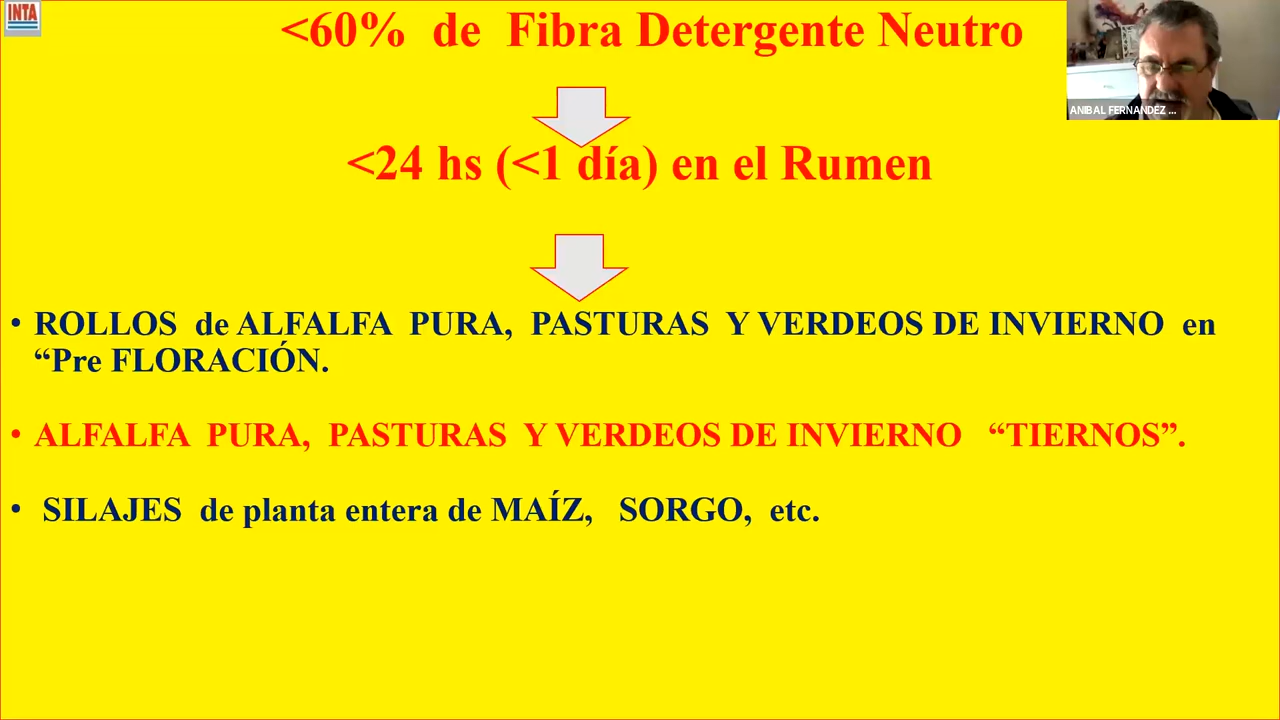 INTA
<60% de Fibra Detergente Neutro
ANIBAL FERNANDEZ ...
<24 hs (<1 día) en el Rumen
• ROLLOS de ALFALFA PURA, PASTURAS Y VERDEOS DE INVIERNO en
“Pre FLORACIÓN.
• ALFALFA PURA, PASTURAS Y VERDEOS DE INVIERNO “TIERNOS”.
• SILAJES de planta entera de MAÍZ, SORGO, etc.